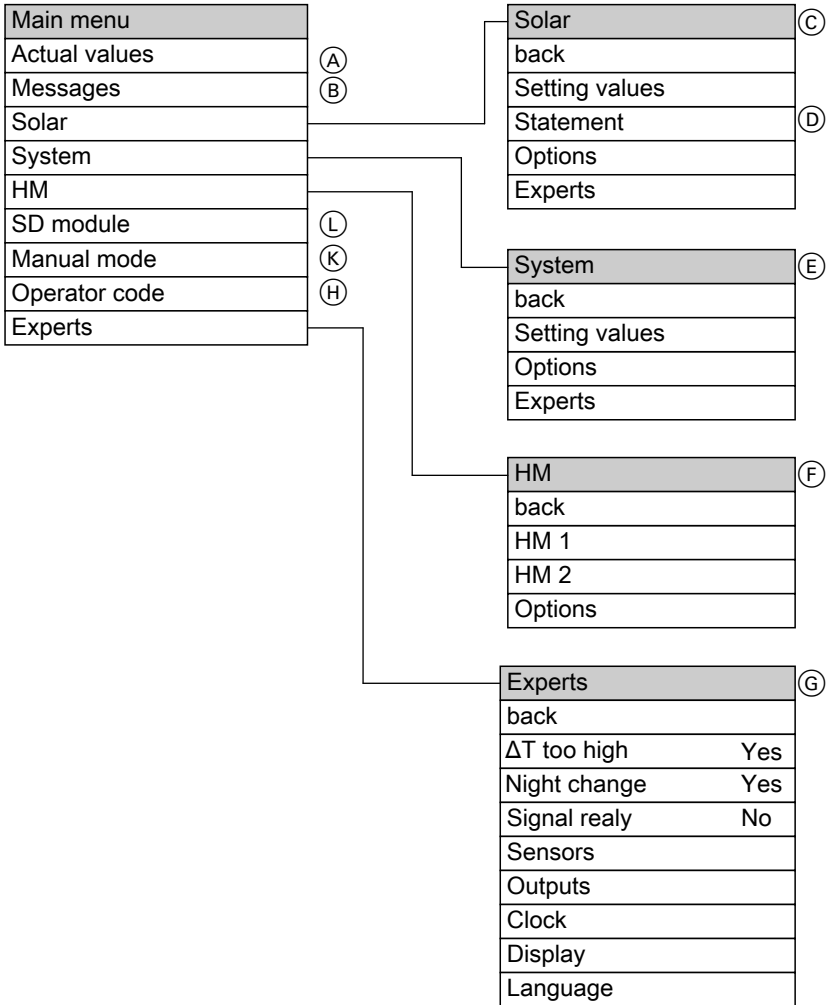 Main menu
Actual values Ⓐ
Messages Ⓑ
Solar
System
HM
SD module Ⓛ
Manual mode Ⓚ
Operator code Ⓗ
Experts
Solar Ⓒ
back
Setting values
Statement Ⓓ
Options
Experts
System Ⓔ
back
Setting values
Options
Experts
HM Ⓕ
back
HM 1
HM 2
Options
Experts Ⓖ
back
ΔT too high Yes
Night change Yes
Signal realy No
Sensors
Outputs
Clock
Display
Language